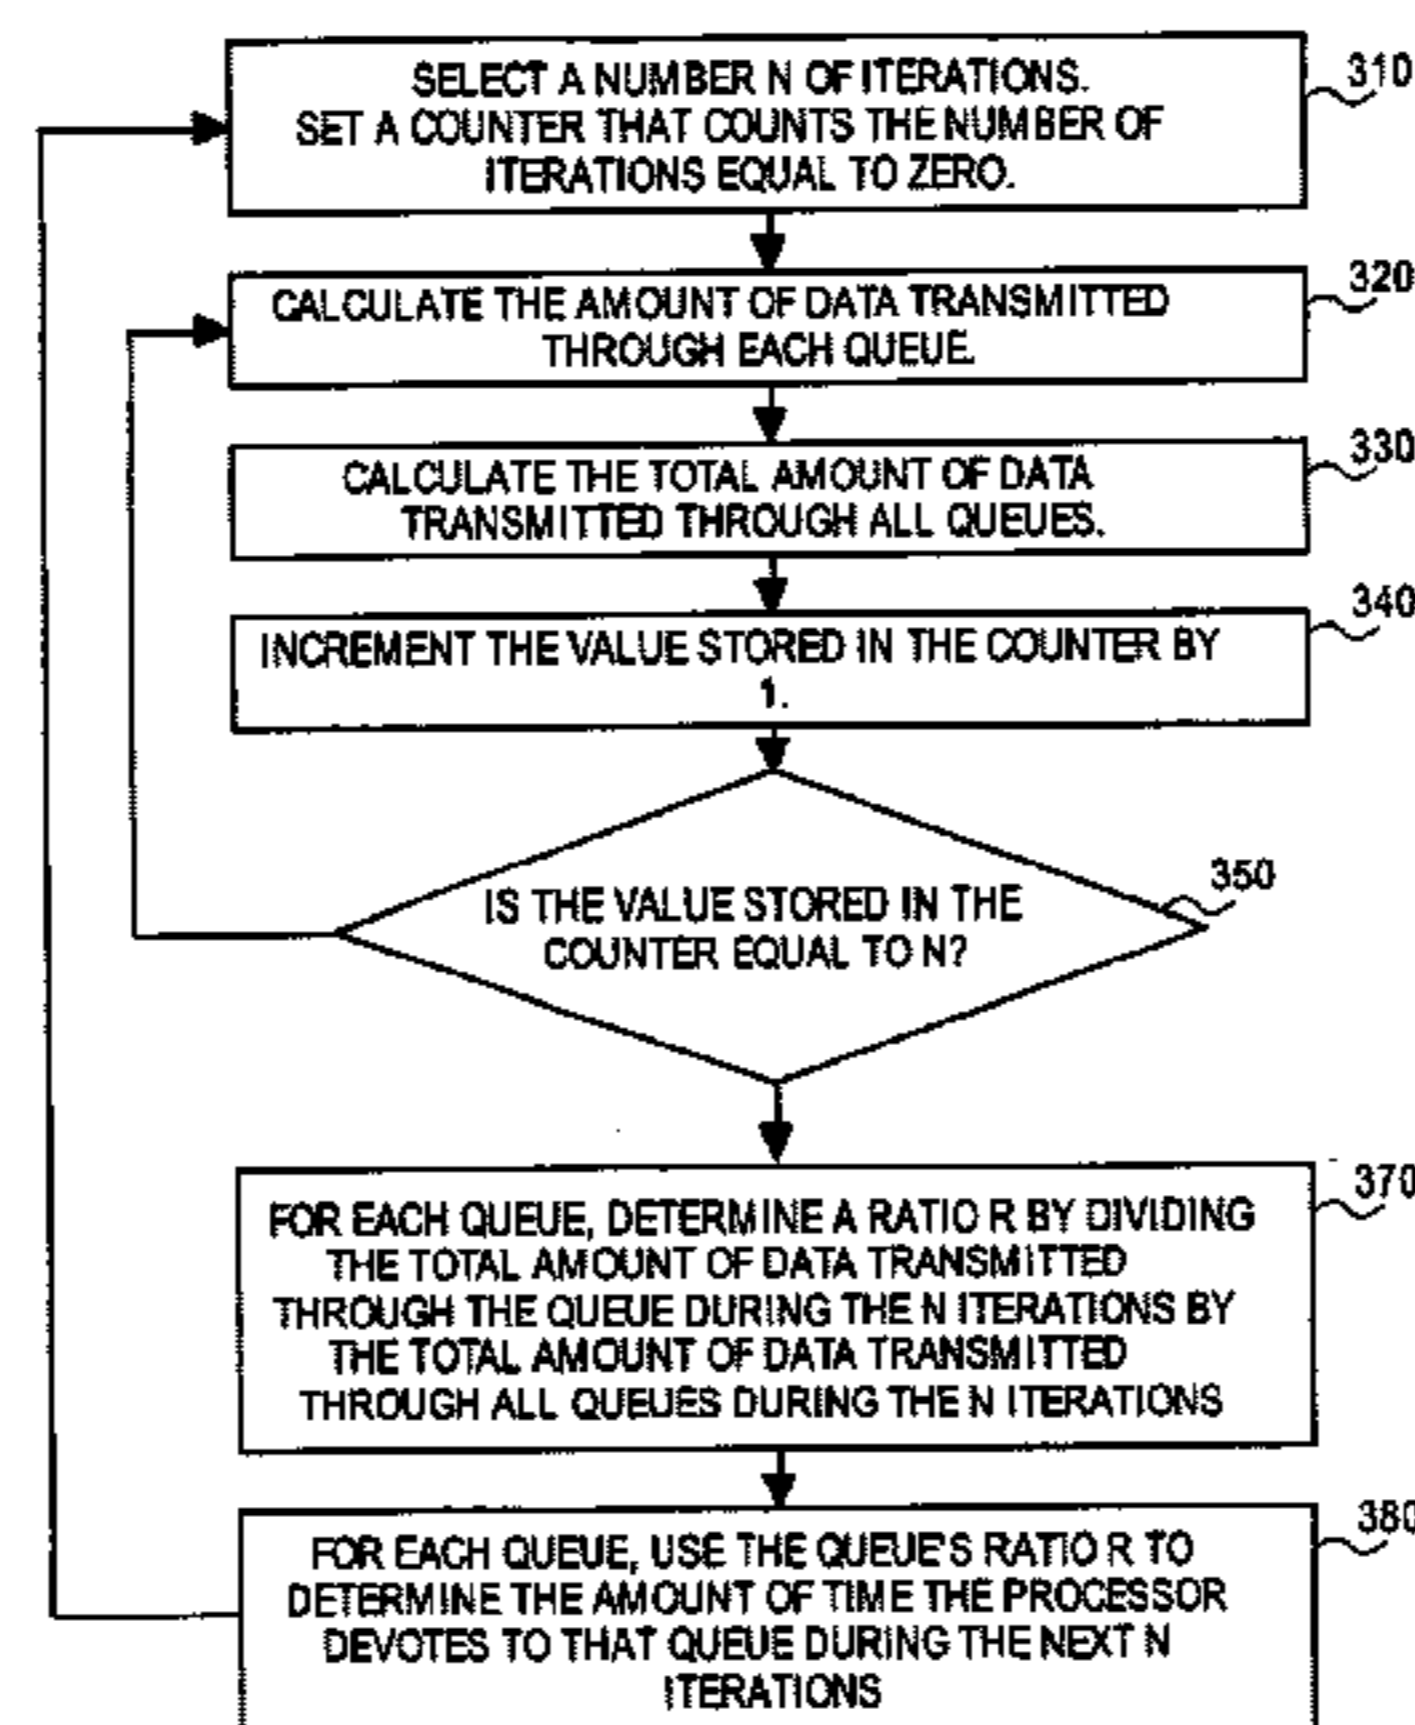 SELECT A NUMBER N OF ITERATIONS.
SET A COUNTER THAT COUNTS THE NUMBER OF
ITERATIONS EQUAL TO ZERO.
310
CALCULATE THE AMOUNT OF DATA TRANSMITTED
THROUGH EACH QUEUE.
320
CALCULATE THE TOTAL AMOUNT OF DATA
TRANSMITTED THROUGH ALL QUEUES.
330
INCREMENT THE VALUE STORED IN THE COUNTER BY
1.
340
IS THE VALUE STORED IN THE
COUNTER EQUAL TO N?
350
FOR EACH QUEUE, DETERMINE A RATIO R BY DIVIDING
THE TOTAL AMOUNT OF DATA TRANSMITTED
THROUGH THE QUEUE DURING THE N ITERATIONS BY
THE TOTAL AMOUNT OF DATA TRANSMITTED
THROUGH ALL QUEUES DURING THE N ITERATIONS
370
FOR EACH QUEUE, USE THE QUEUE'S RATIO R TO
DETERMINE THE AMOUNT OF TIME THE PROCESSOR
DEVOTES TO THAT QUEUE DURING THE NEXT N
ITERATIONS
380